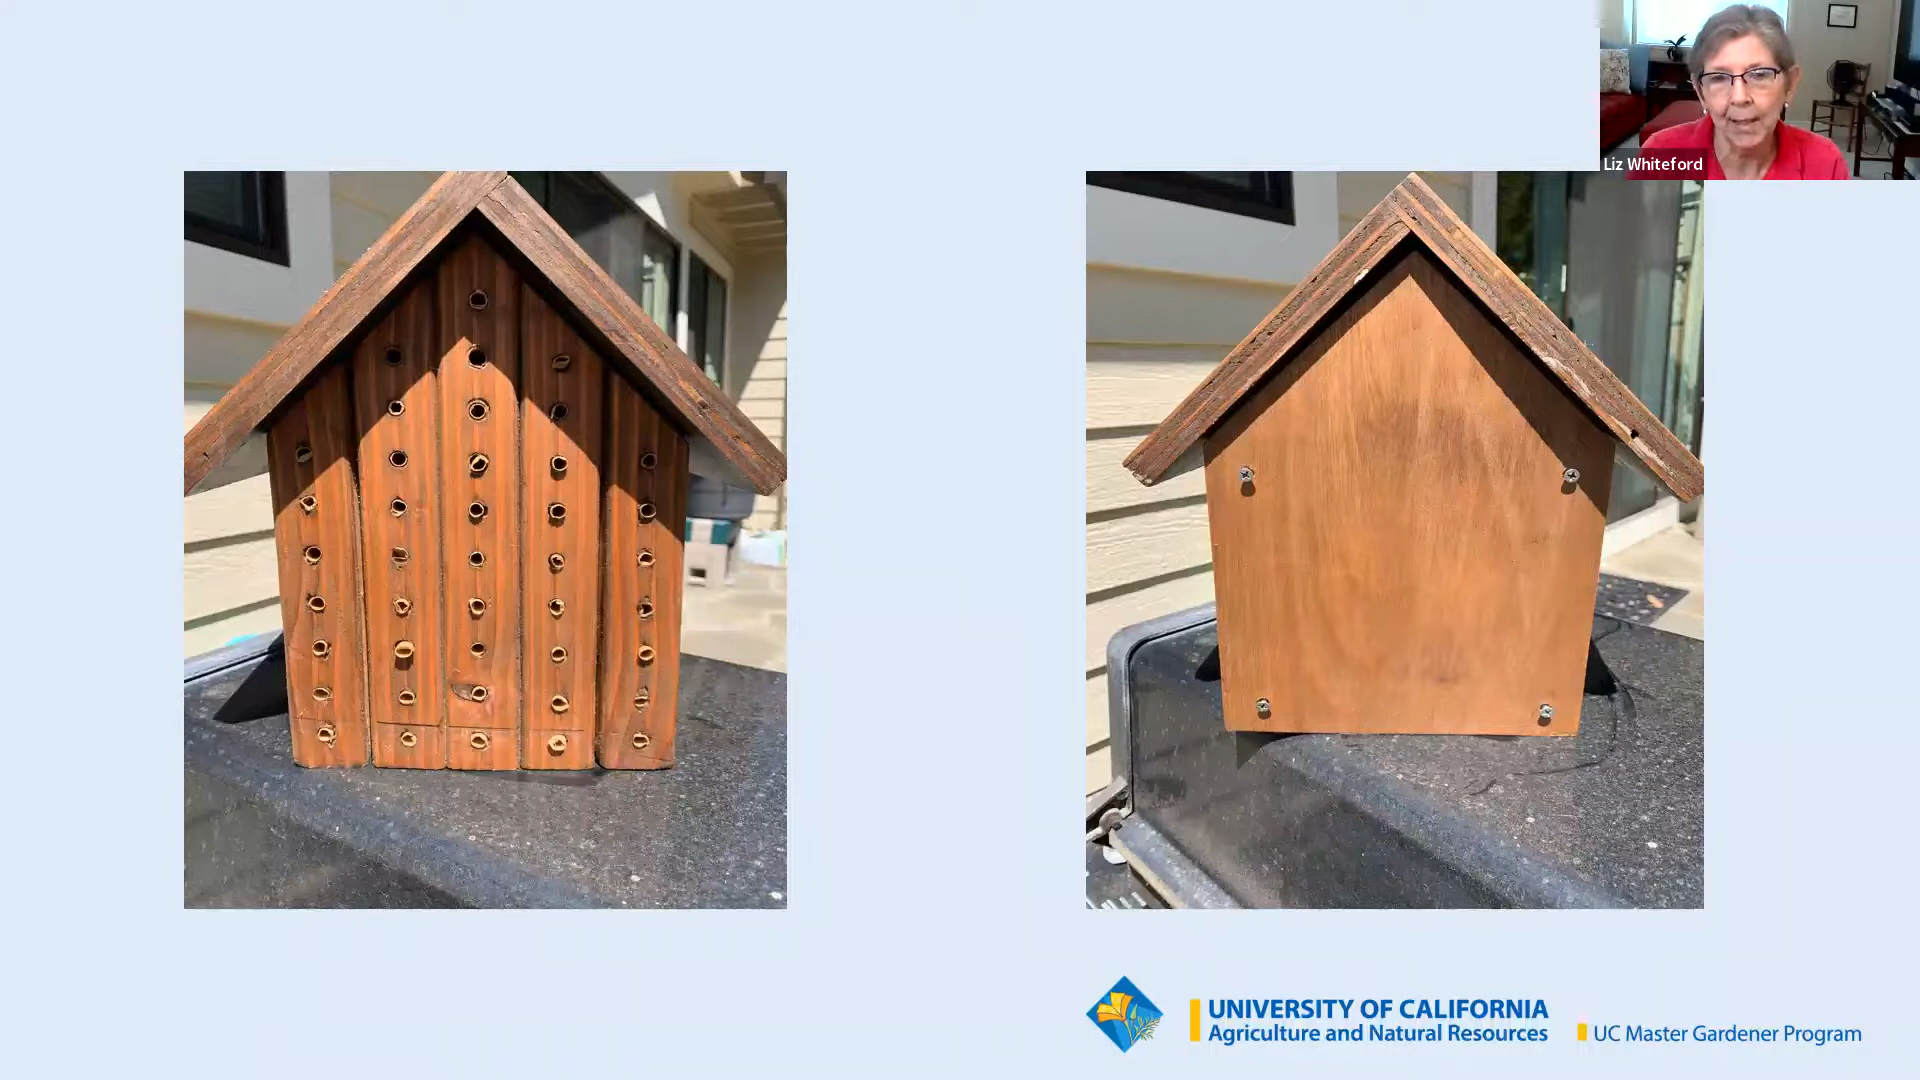 Liz Whiteford
UNIVERSITY OF CALIFORNIA
Agriculture and Natural Resources
UC Master Gardener Program